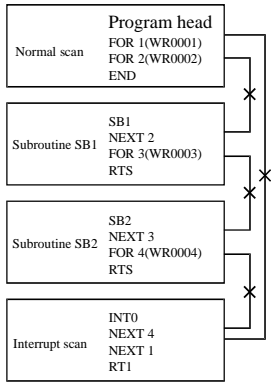 Program head
Normal scan
FOR 1(WR0001)
FOR 2(WR0002)
END
Subroutine SB1
SB1
NEXT 2
FOR 3(WR0003)
RTS
Subroutine SB2
SB2
NEXT 3
FOR 4(WR0004)
RTS
Interrupt scan
INT0
NEXT 4
NEXT 1
RT1